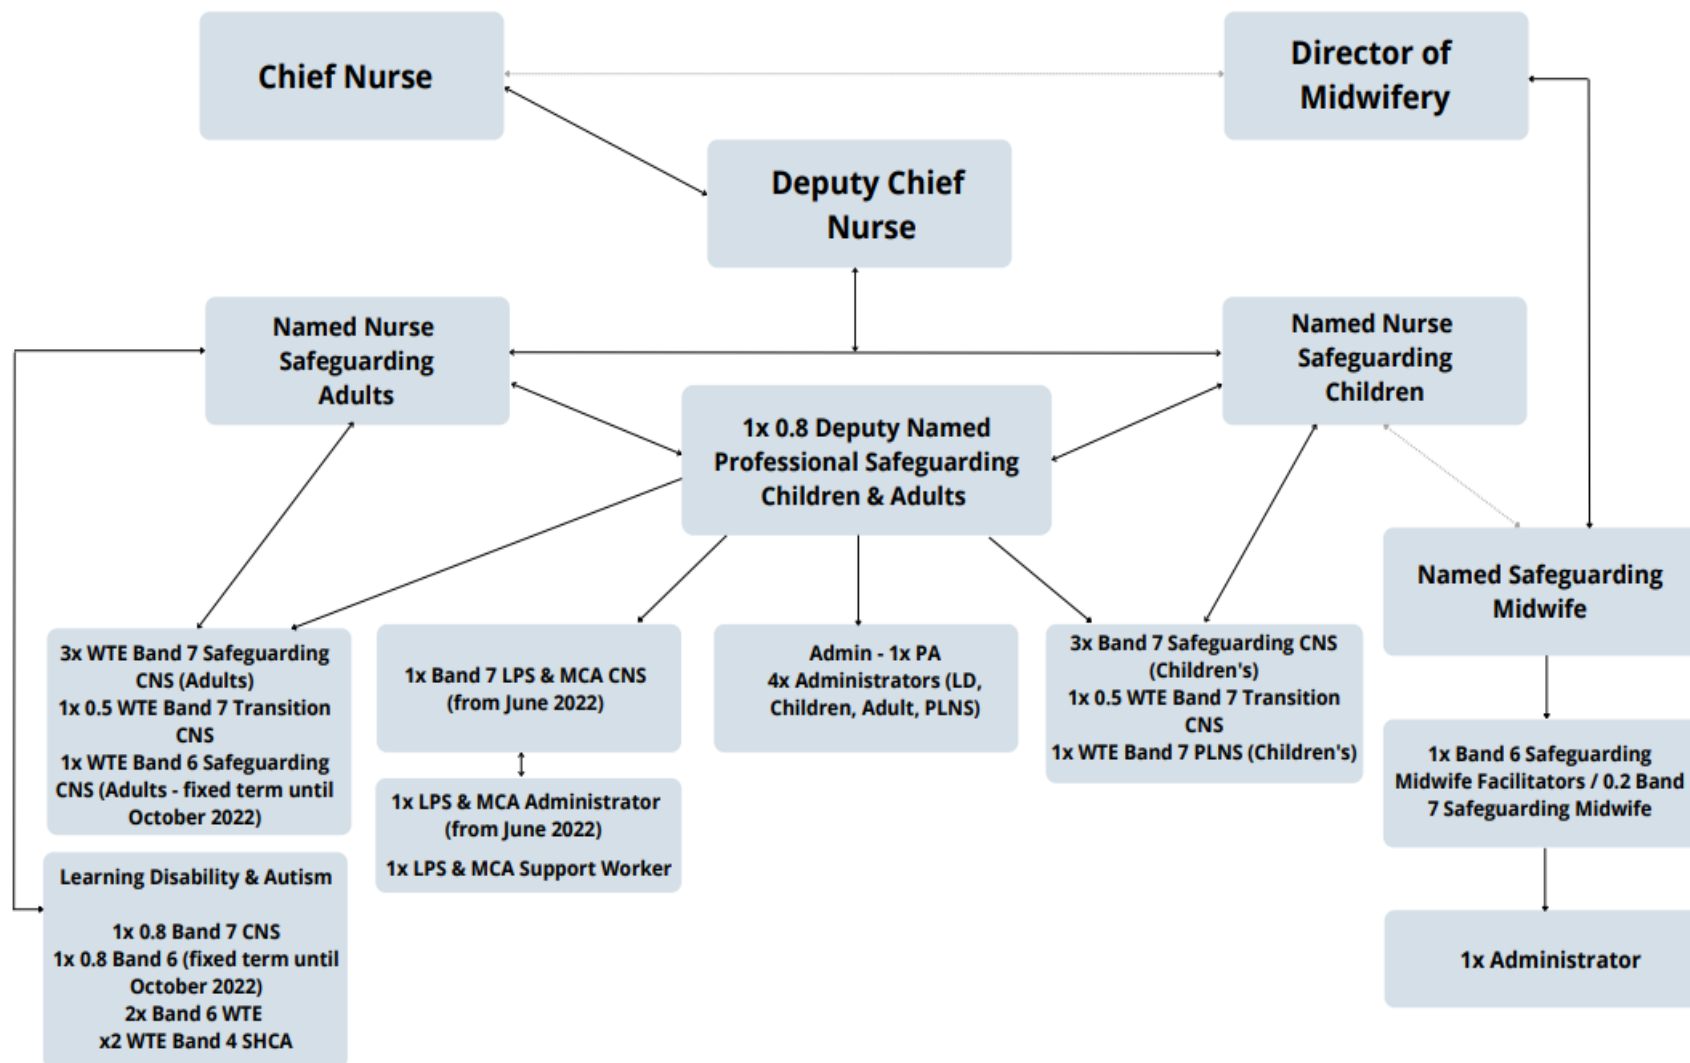 Chief Nurse
Director of
Midwifery
Deputy Chief
Nurse
Named Nurse
Safeguarding
Adults
Named Nurse
Safeguarding
Children
1x 0.8 Deputy Named
Professional Safeguarding
Children & Adults
Named Safeguarding
Midwife
3x WTE Band 7 Safeguarding
CNS (Adults)
1x 0.5 WTE Band 7 Transition
CNS
1x WTE Band 6 Safeguarding
CNS (Adults - fixed term until
October 2022)
1x Band 7 LPS & MCA CNS
(from June 2022)
Admin - 1x PA
4x Administrators (LD,
Children, Adult, PLNS)
3x Band 7 Safeguarding CNS
(Children's)
1x 0.5 WTE Band 7 Transition
CNS
1x WTE Band 7 PLNS (Children's)
1x Band 6 Safeguarding
Midwife Facilitators / 0.2 Band
7 Safeguarding Midwife
1x LPS & MCA Administrator
(from June 2022)
1x LPS & MCA Support Worker
Learning Disability & Autism
1x 0.8 Band 7 CNS
1x 0.8 Band 6 (fixed term until
October 2022)
2x Band 6 WTE
x2 WTE Band 4 SHCA
1x Administrator